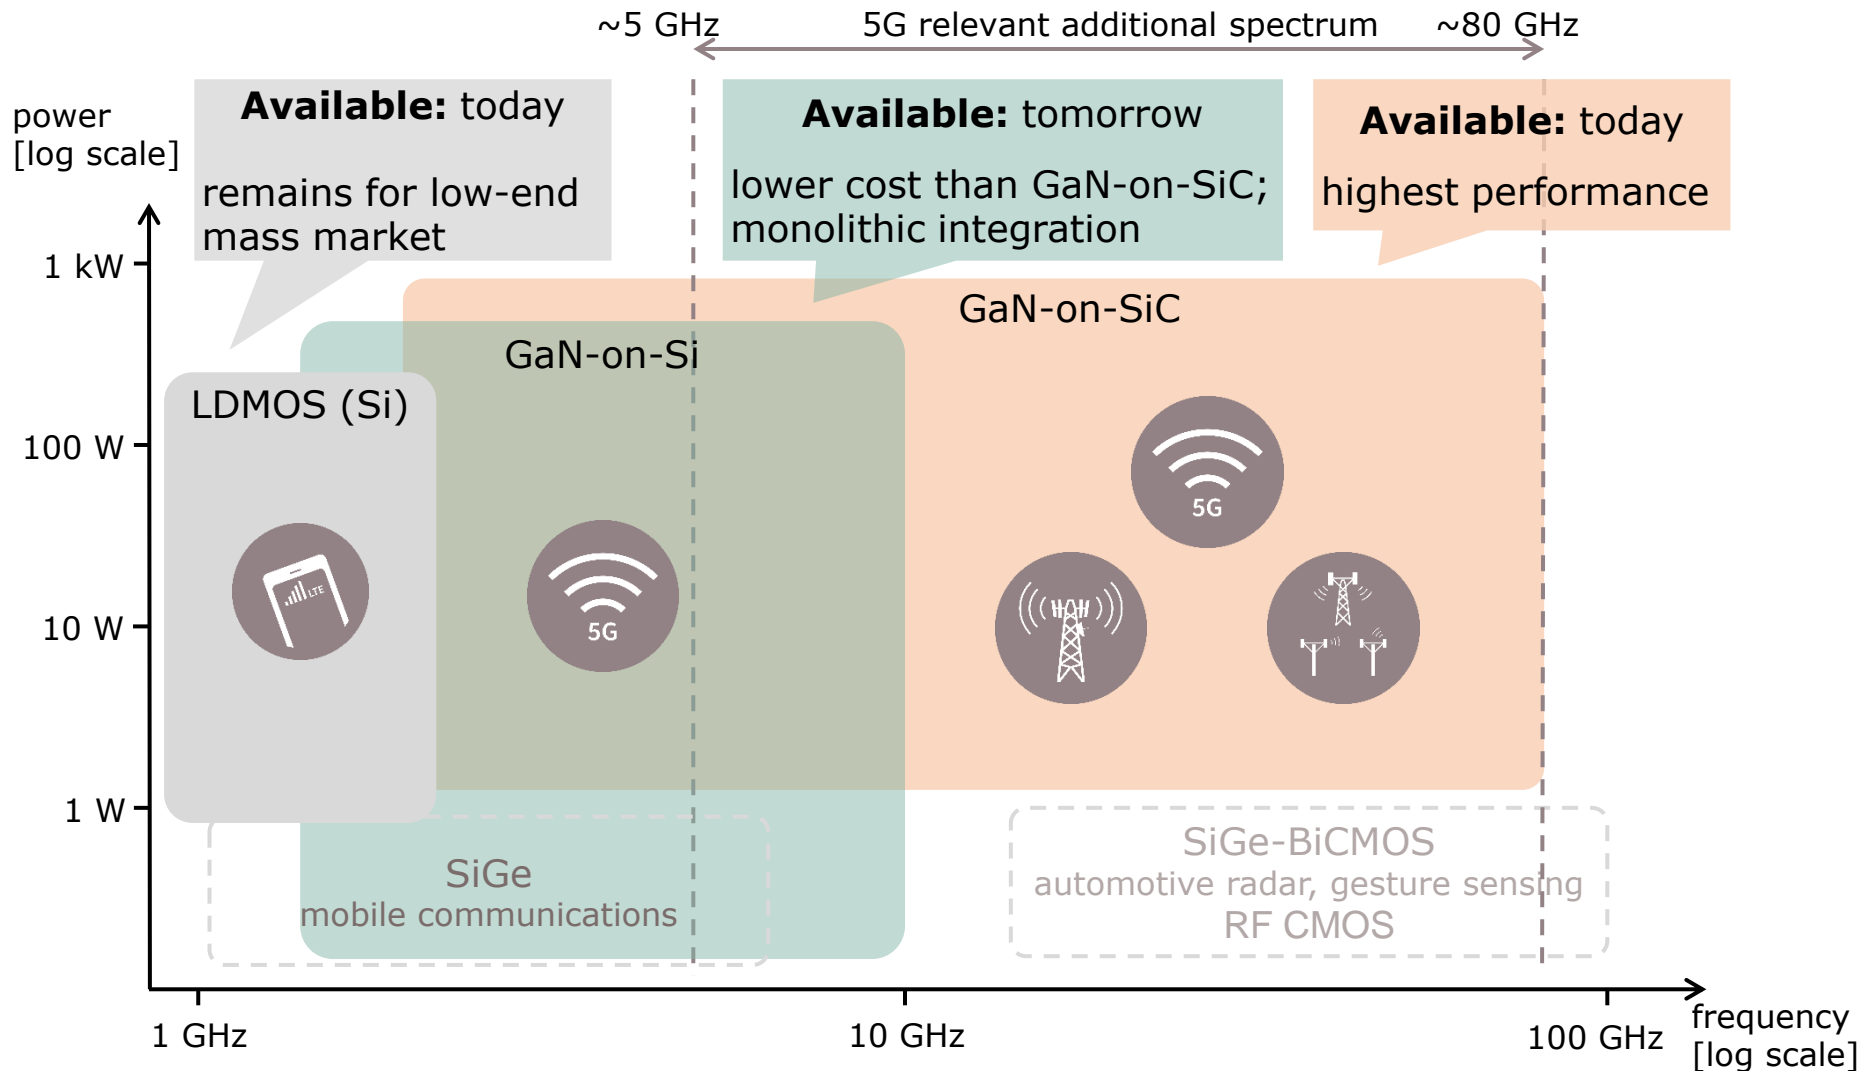 ~5 GHz
5G relevant additional spectrum
~80 GHz
power
[log scale]
Available: today
remains for low-end
mass market
Available: tomorrow
lower cost than GaN-on-SiC;
monolithic integration
Available: today
highest performance
1 kW
100 W
10 W
1 W
GaN-on-SiC
GaN-on-Si
LDMOS (Si)
LTE
5G
5G
SiGe
mobile communications
SiGe-BiCMOS
automotive radar, gesture sensing
RF CMOS
1 GHz
10 GHz
100 GHz
frequency
[log scale]